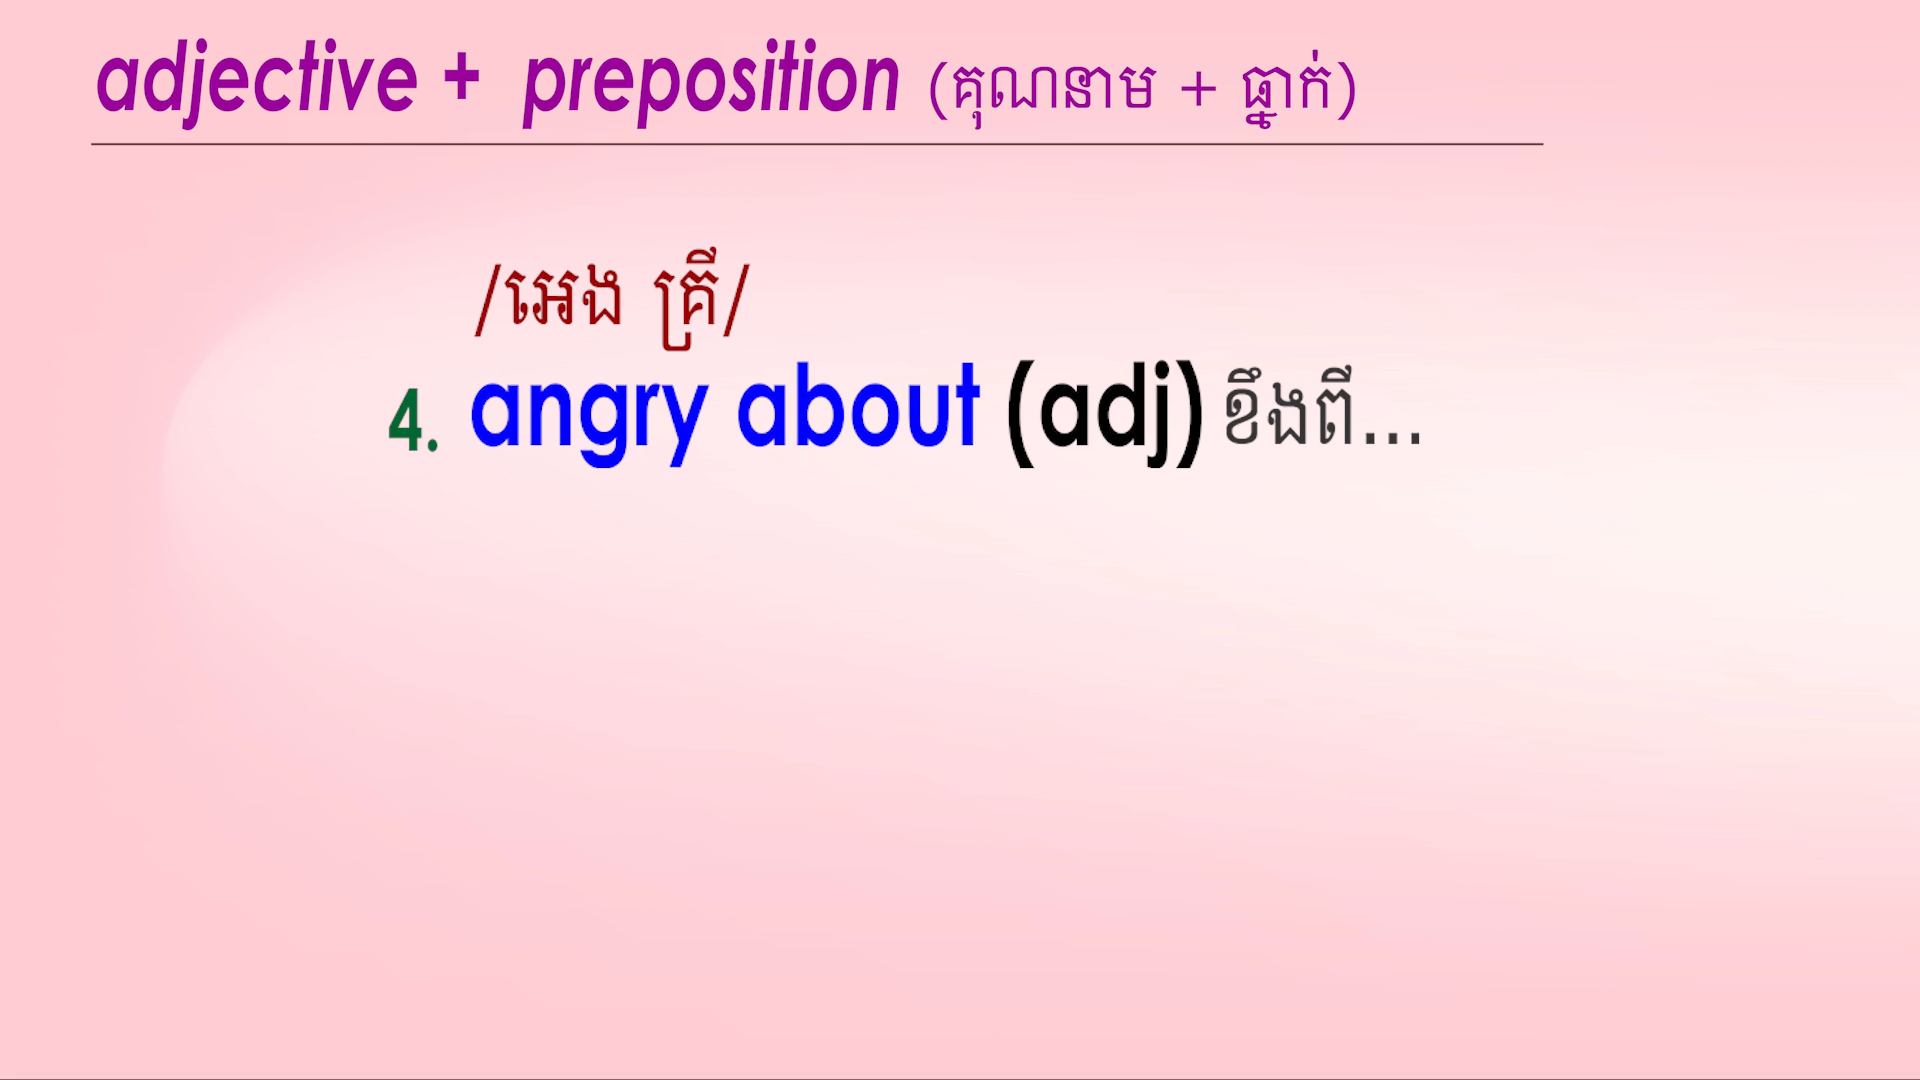 adjective + preposition (គុណនាម + ធ្នាក់)
/អេង គ្រី/
4. angry about (adj) ខឹងពី...